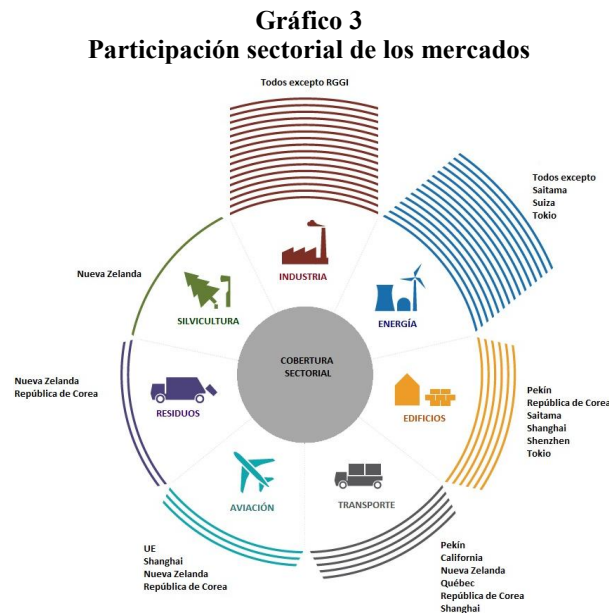 Gráfico 3
Participación sectorial de los mercados
Todos excepto RGGI
Todos excepto
Saitama
Suiza
Tokio
Nueva Zelanda
INDUSTRIA
SILVICULTURA
ENERGÍA
COBERTURA
SECTORIAL
Nueva Zelanda
República de Corea
RESIDUOS
EDIFICIOS
Pekín
República de Corea
Saitama
Shanghai
Shenzhen
Tokio
AVIACIÓN
TRANSPORTE
UE
Shanghai
Nueva Zelanda
República de Corea
Pekín
California
Nueva Zelanda
Québec
República de Corea
Shanghai